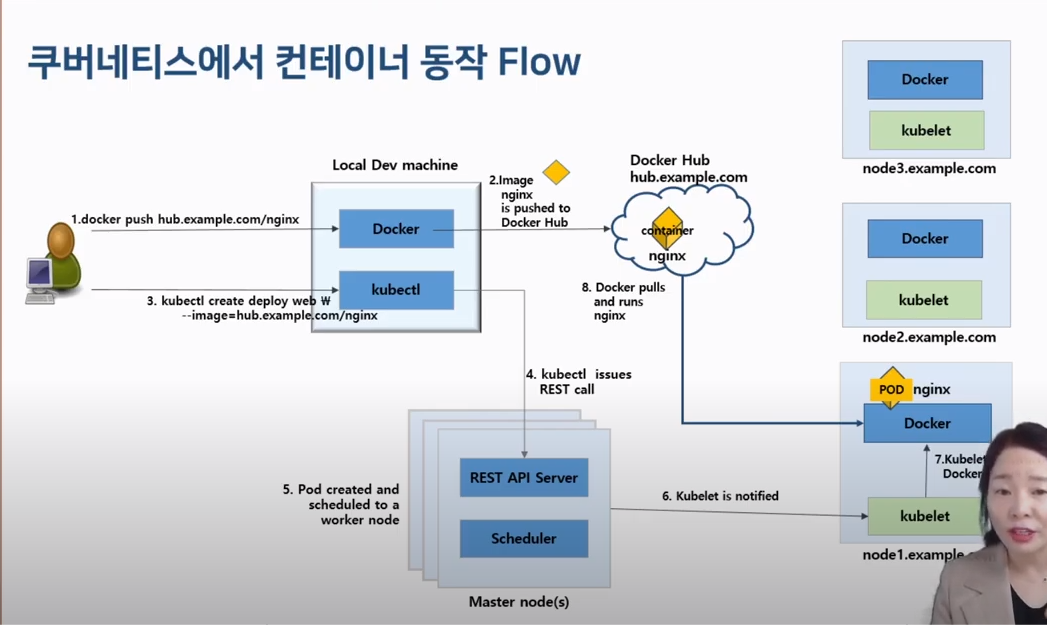 쿠버네티스에서 컨테이너 동작 Flow
Docker
kubelet
node3.example.com
Local Dev machine
Docker Hub
hub.example.com
2.Image
nginx
is pushed to
Docker Hub
1.docker push hub.example.com/nginx
Docker
container
nginx
kubectl
3. kubectl create deploy web ₩
--image=hub.example.com/nginx
8. Docker pulls
and runs
nginx
Docker
kubelet
node2.example.com
4. kubectl issues
REST call
POD nginx
Docker
REST API Server
Scheduler
5. Pod created and
scheduled to a
worker node
6. Kubelet is notified
7.Kubelet
Docker
kubelet
node1.example.
Master node(s)